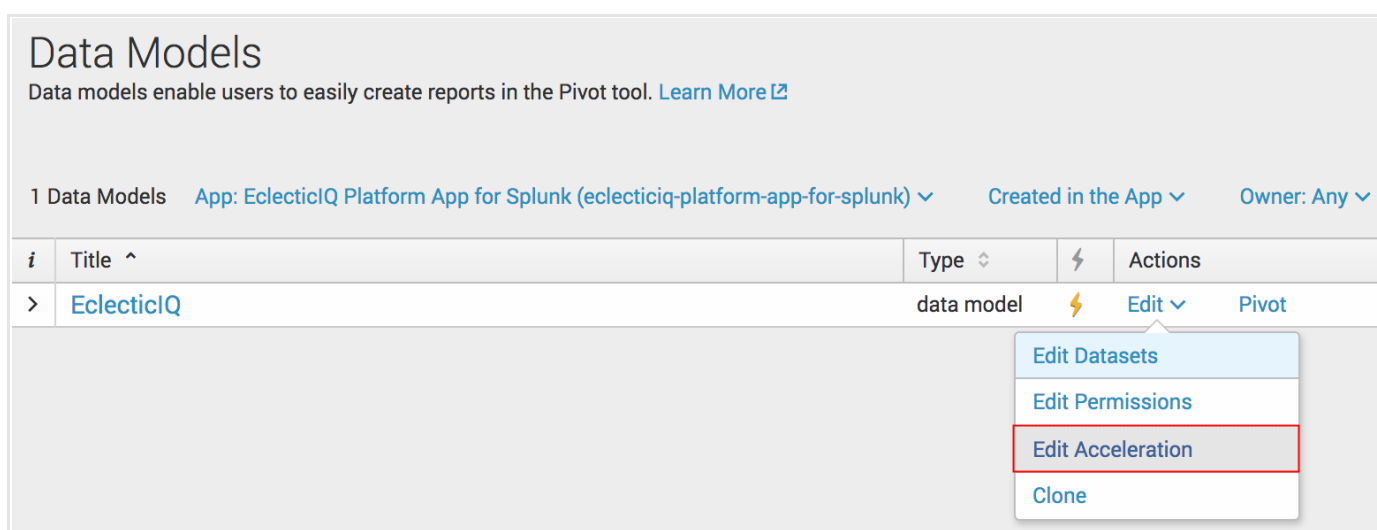 Data Models
Data models enable users to easily create reports in the Pivot tool. Learn More
1 Data Models App: EclecticIQ Platform App for Splunk (eclecticiq-platform-app-for-splunk) Created in the App Owner: Any
i Title Type Actions
EclecticIQ data model Edit Pivot
Edit Datasets
Edit Permissions
Edit Acceleration
Clone